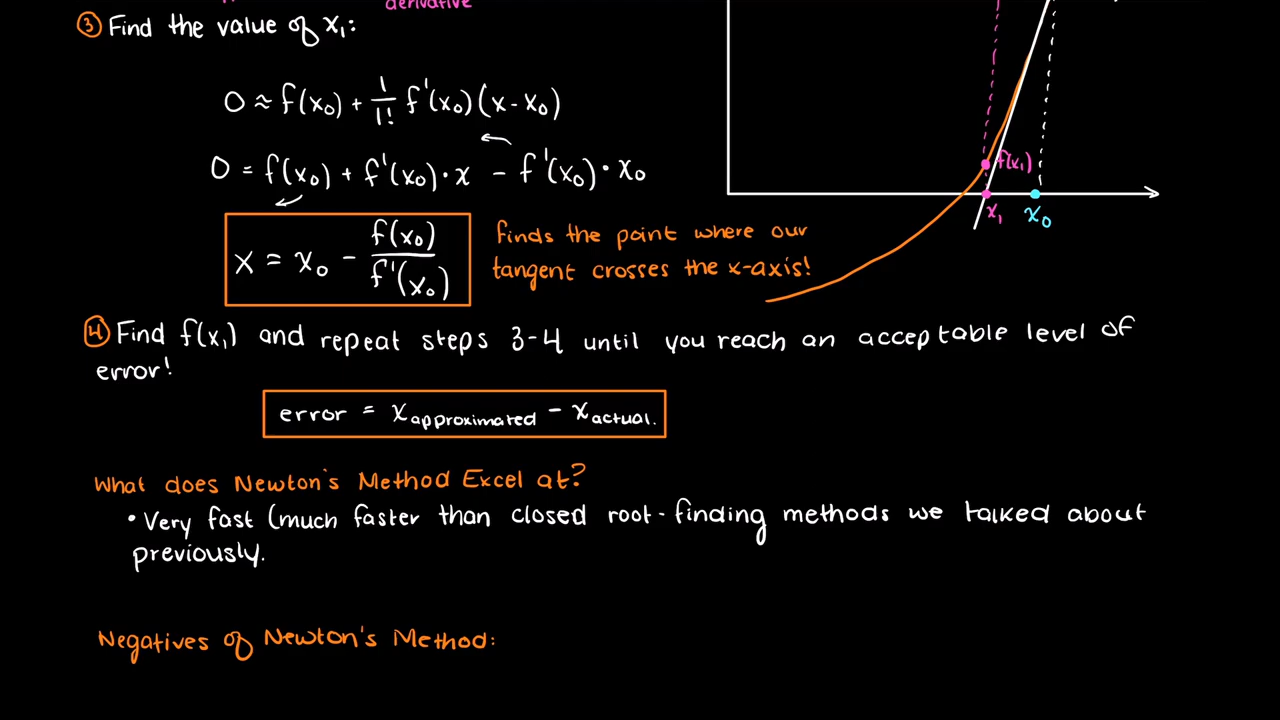 derivative
③ Find the value of x₁:
0 ≈ f(x₀) + 1/1! f'(x₀)(x - x₀)
0 = f(x₀) + f'(x₀)·x - f'(x₀)·x₀
x = x₀ - f(x₀)/f'(x₀)
finds the point where our
tangent crosses the x-axis!
f(x₁)
x₁ x₀
④ Find f(x₁) and repeat steps 3-4 until you reach an acceptable level of
error!
error = x approximated - x actual.
What does Newton's Method Excel at?
• Very fast (much faster than closed root-finding methods we talked about
previously.
Negatives of Newton's Method: